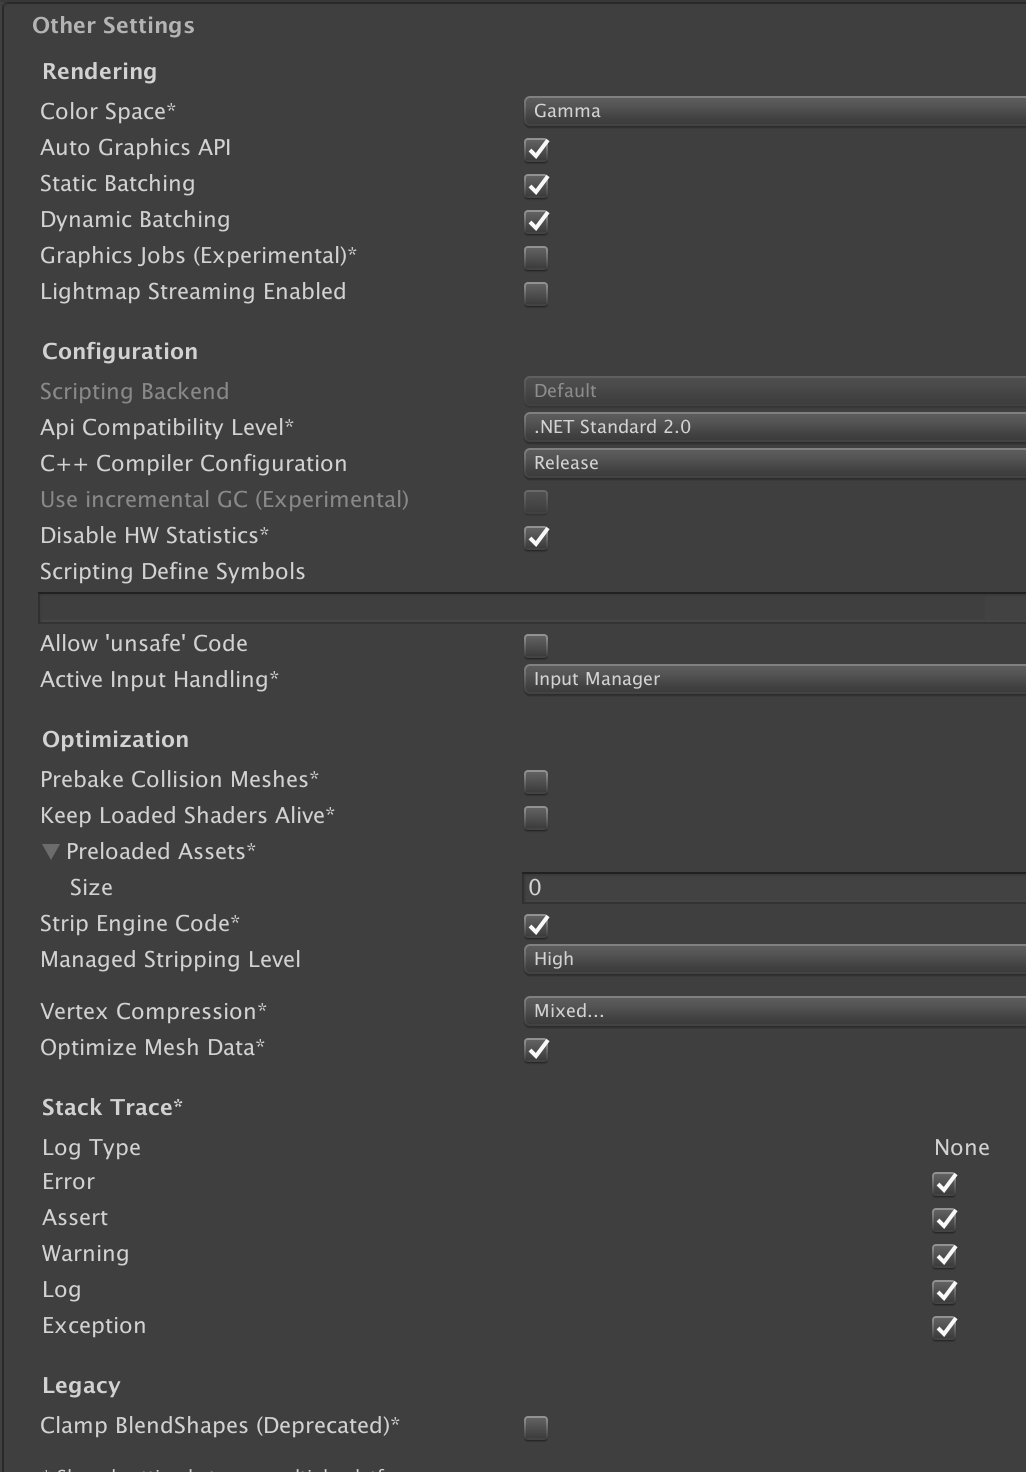 Other Settings
Rendering
Color Space* Gamma
Auto Graphics API
Static Batching
Dynamic Batching
Graphics Jobs (Experimental)*
Lightmap Streaming Enabled
Configuration
Scripting Backend Default
Api Compatibility Level* .NET Standard 2.0
C++ Compiler Configuration Release
Use incremental GC (Experimental)
Disable HW Statistics*
Scripting Define Symbols
Allow 'unsafe' Code
Active Input Handling* Input Manager
Optimization
Prebake Collision Meshes*
Keep Loaded Shaders Alive*
Preloaded Assets*
Size 0
Strip Engine Code*
Managed Stripping Level High
Vertex Compression* Mixed...
Optimize Mesh Data*
Stack Trace*
Log Type None
Error
Assert
Warning
Log
Exception
Legacy
Clamp BlendShapes (Deprecated)*